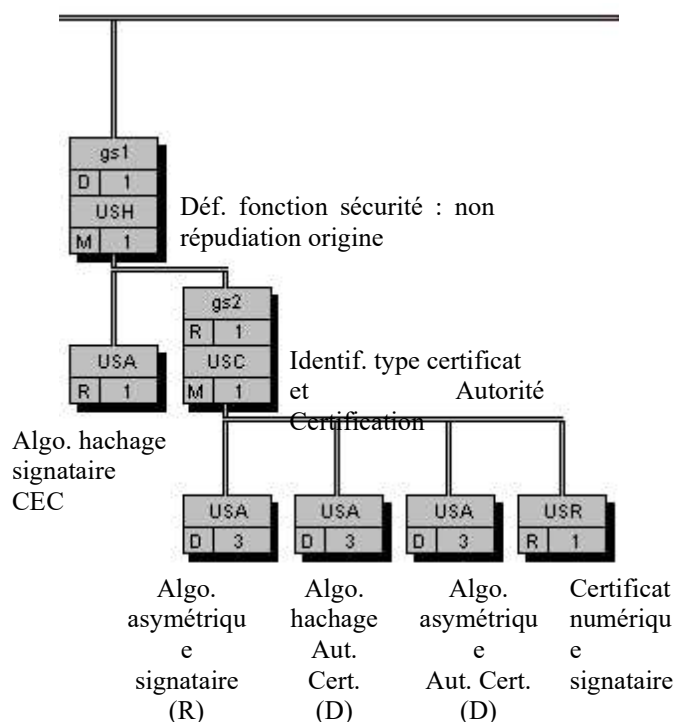 gs1
D 1
USH
M 1
Déf. fonction sécurité : non
répudiation origine
gs2
R 1
USC
M 1
Identif. type certificat
et Autorité
Certification
USA
R 1
Algo. hachage
signataire
CEC
USA
D 3
USA
D 3
USA
D 3
USR
R 1
Algo.
asymétriqu
e
signataire
(R)
Algo.
hachage
Aut.
Cert.
(D)
Algo.
asymétriqu
e
Aut. Cert.
(D)
Certificat
numériqu
e
signataire